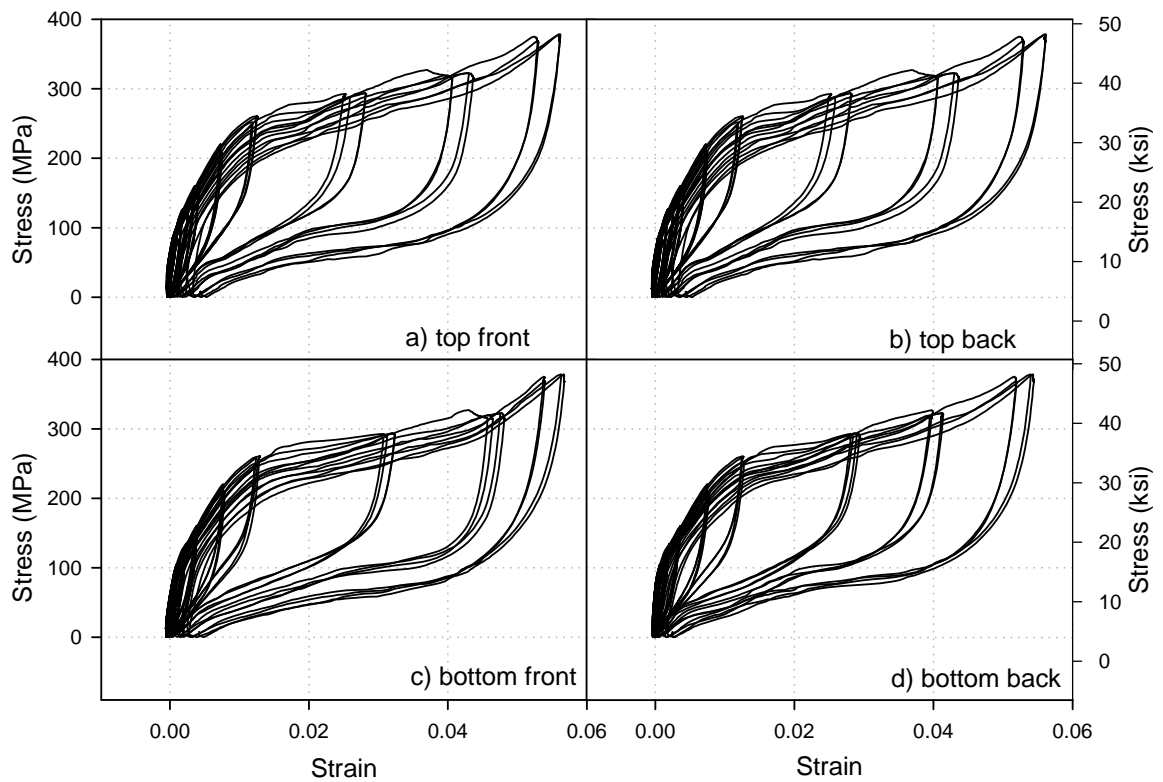 400
300
200
100
0
Stress (MPa)
a) top front
b) top back
50
40
30
20
10
0
Stress (ksi)
400
300
200
100
0
Stress (MPa)
c) bottom front
d) bottom back
50
40
30
20
10
0
Stress (ksi)
0.00 0.02 0.04 0.06 0.00 0.02 0.04 0.06
Strain Strain